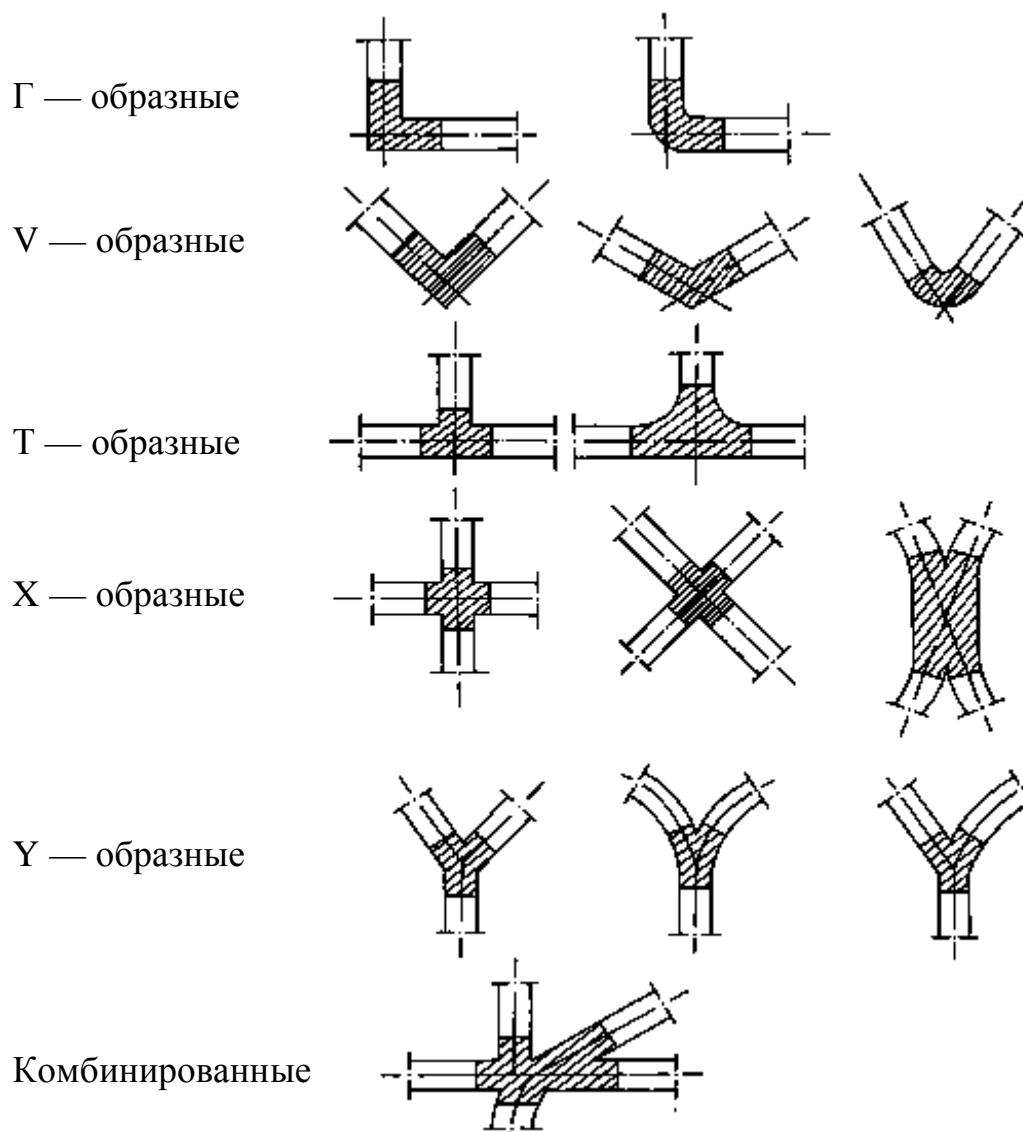 Г — образные
V — образные
Т — образные
Х — образные
Y — образные
Комбинированные